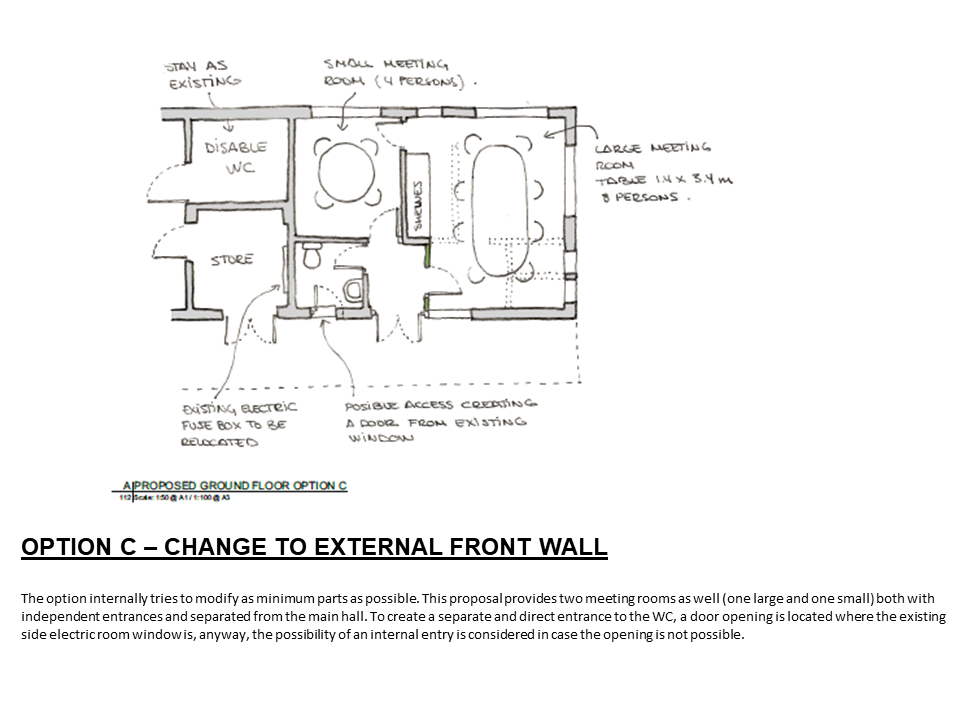 STAY AS
EXISTING
SMALL MEETING
ROOM (4 PERSONS).
DISABLE
WC
LARGE MEETING
ROOM
TABLE 1.4 x 3.4 m
8 PERSONS.
SHELVES
STORE
EXISTING ELECTRIC
FUSE BOX TO BE
RELOCATED
POSIBLE ACCESS CREATING
A DOOR FROM EXISTING
WINDOW
A PROPOSED GROUND FLOOR OPTION C
112 Scale: 1:50 @ A1 / 1:100 @ A3
OPTION C – CHANGE TO EXTERNAL FRONT WALL
The option internally tries to modify as minimum parts as possible. This proposal provides two meeting rooms as well (one large and one small) both with
independent entrances and separated from the main hall. To create a separate and direct entrance to the WC, a door opening is located where the existing
side electric room window is, anyway, the possibility of an internal entry is considered in case the opening is not possible.